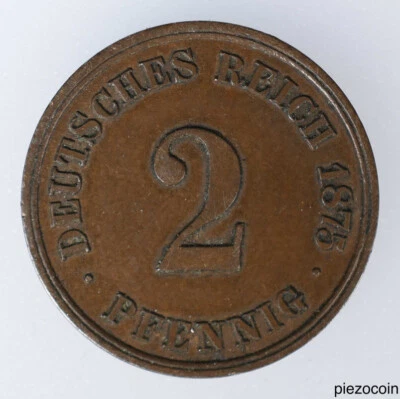 DEUTSCHES REICH 1875
2
· PFENNIG ·
piezocoin